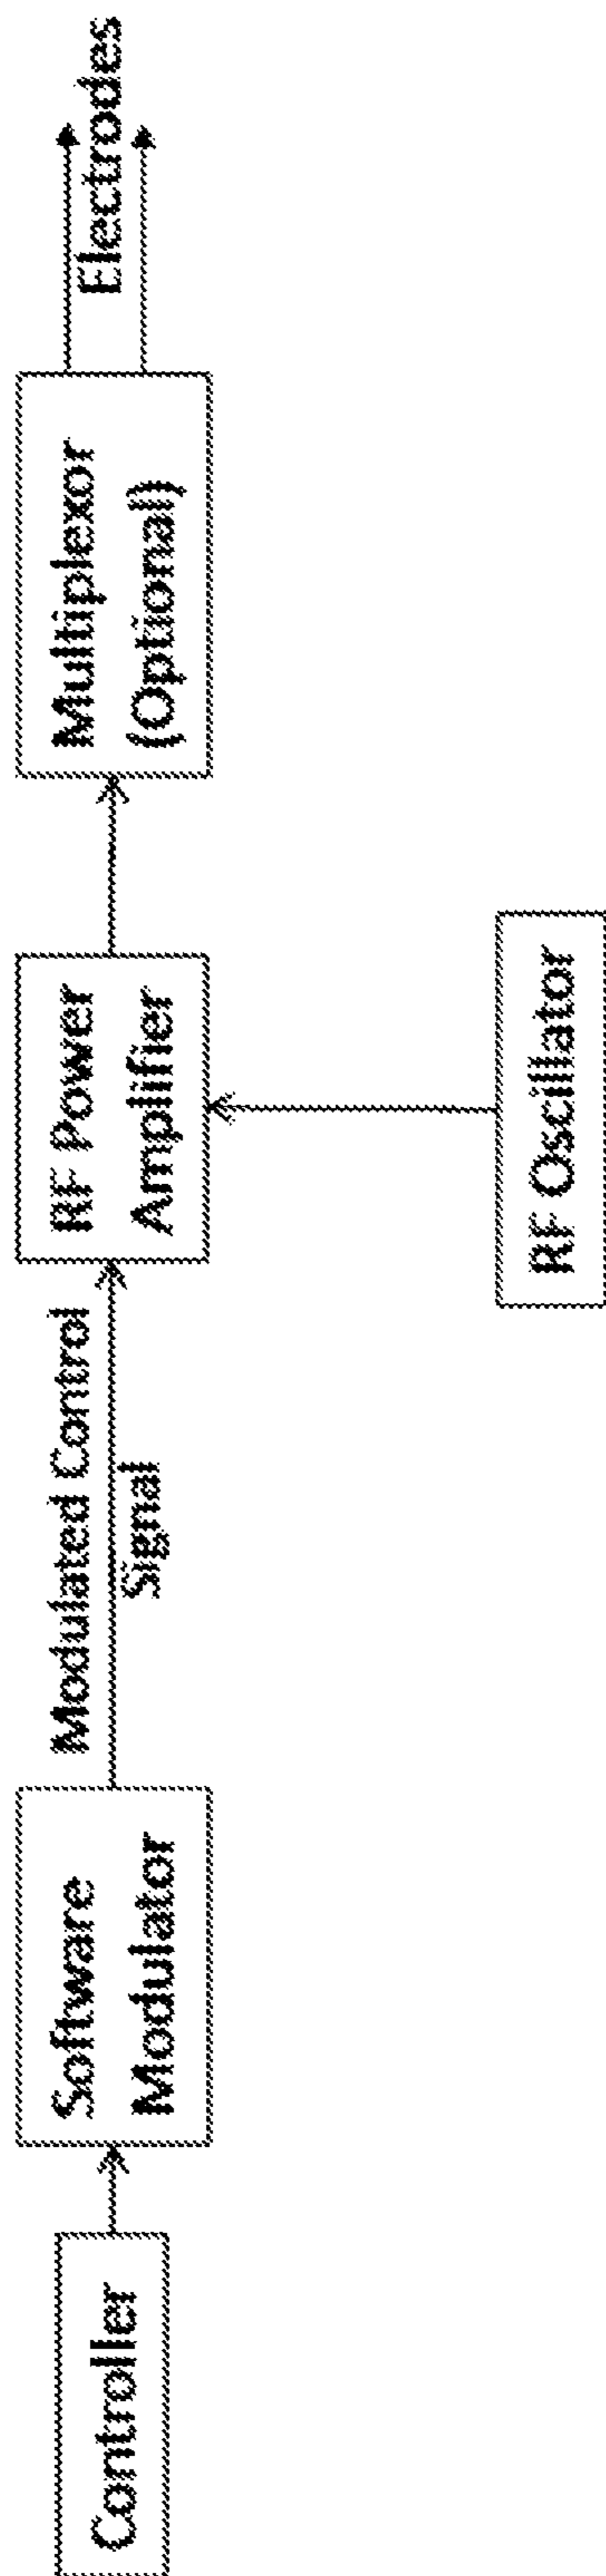 Controller
Software
Modulator
Modulated Control
Signal
RF Power
Amplifier
RF Oscillator
Multiplexor
(Optional)
Electrodes